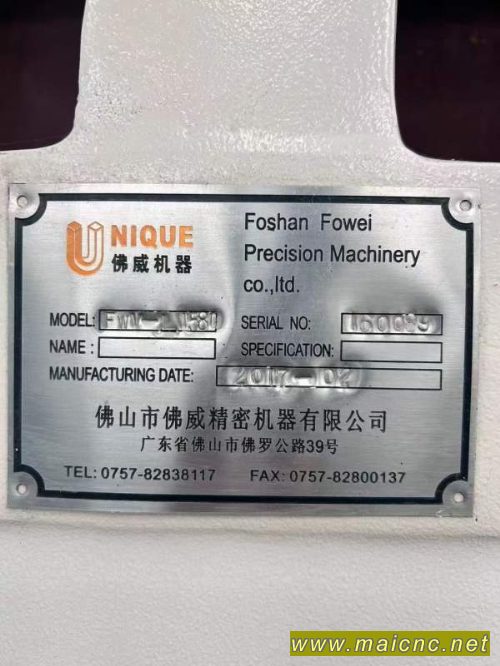 UNIQUE
佛威机器
Foshan Fowei
Precision Machinery
co.,ltd.
MODEL:
SERIAL NO: 160089
NAME :
SPECIFICATION:
MANUFACTURING DATE: 2017-02
佛山市佛威精密机器有限公司
广东省佛山市佛罗公路39号
TEL: 0757-82838117
FAX: 0757-82800137
www.maicnc.net